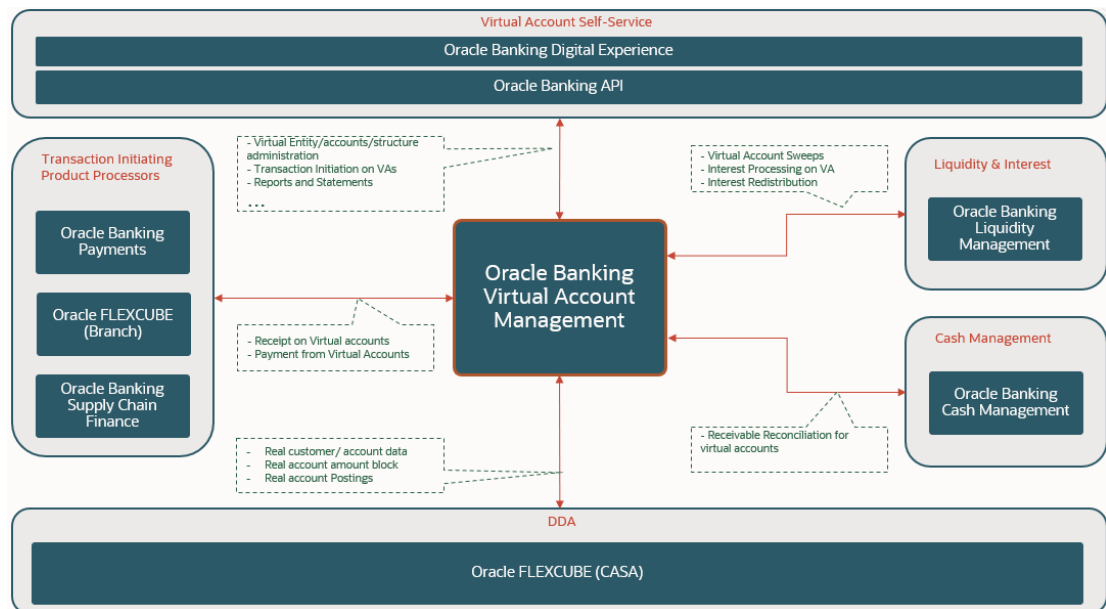 Virtual Account Self-Service
Oracle Banking Digital Experience
Oracle Banking API
- Virtual Entity/accounts/structure
administration
- Transaction Initiation on VAs
- Reports and Statements
...
- Virtual Account Sweeps
- Interest Processing on VA
- Interest Redistribution
Transaction Initiating
Product Processors
Oracle Banking
Payments
Oracle FLEXCUBE
(Branch)
Oracle Banking
Supply Chain
Finance
Oracle Banking
Virtual Account
Management
Liquidity & Interest
Oracle Banking
Liquidity
Management
- Receipt on Virtual accounts
- Payment from Virtual Accounts
Cash Management
Oracle Banking
Cash Management
- Real customer/ account data
- Real account amount block
- Real account Postings
- Receivable Reconciliation for
virtual accounts
DDA
Oracle FLEXCUBE (CASA)